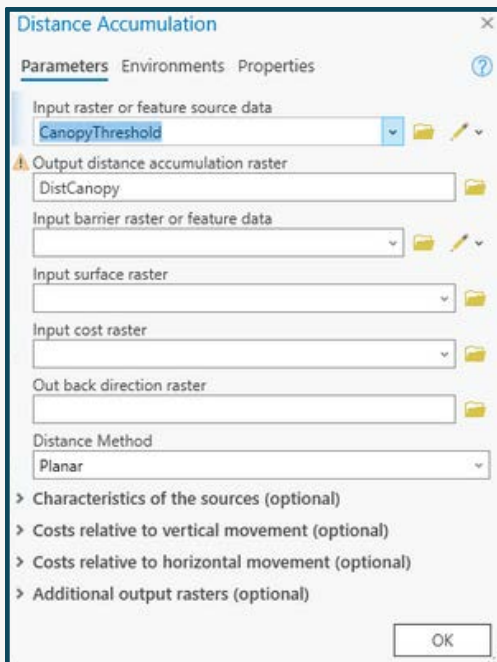 Distance Accumulation
Parameters Environments Properties
Input raster or feature source data
CanopyThreshold
Output distance accumulation raster
DistCanopy
Input barrier raster or feature data
Input surface raster
Input cost raster
Out back direction raster
Distance Method
Planar
Characteristics of the sources (optional)
Costs relative to vertical movement (optional)
Costs relative to horizontal movement (optional)
Additional output rasters (optional)
OK